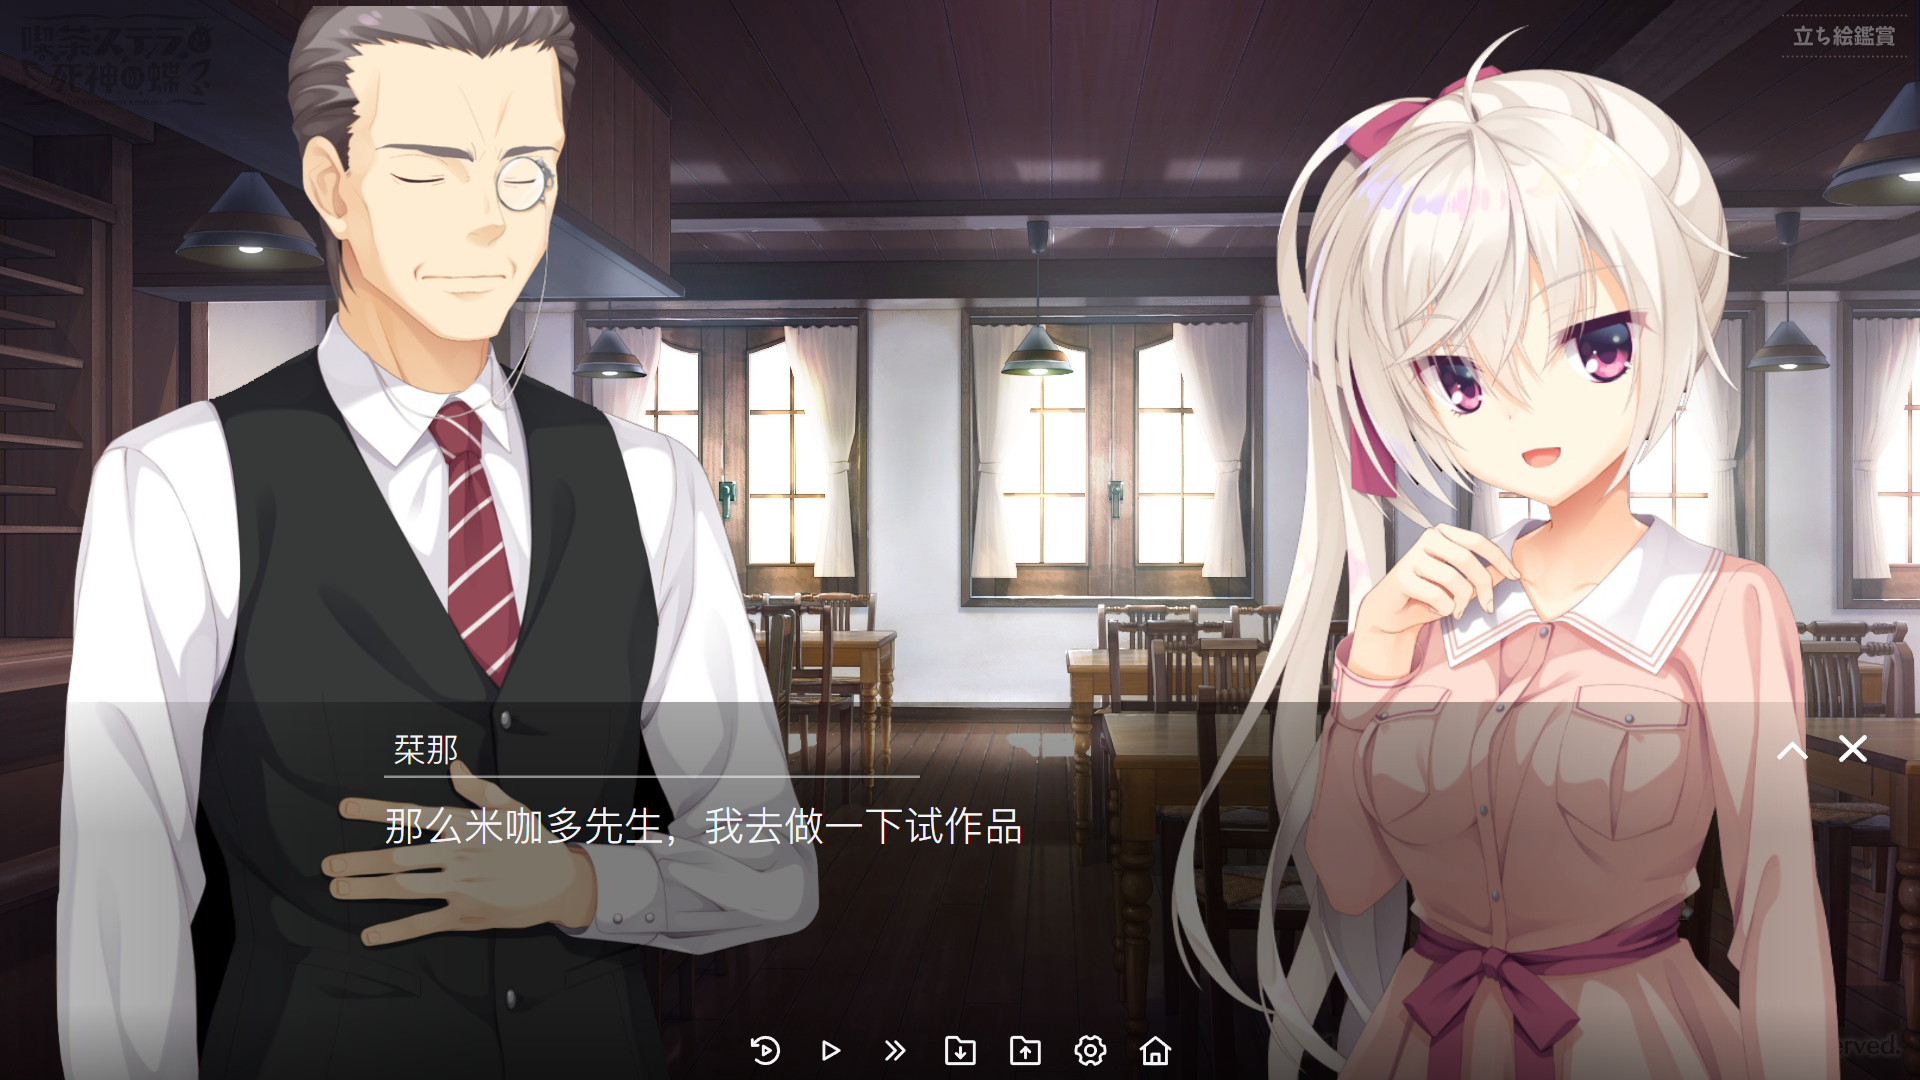 喫茶ステラと
死神の蝶
立ち絵鑑賞
栞那
那么米咖多先生，我去做一下试作品
erved.